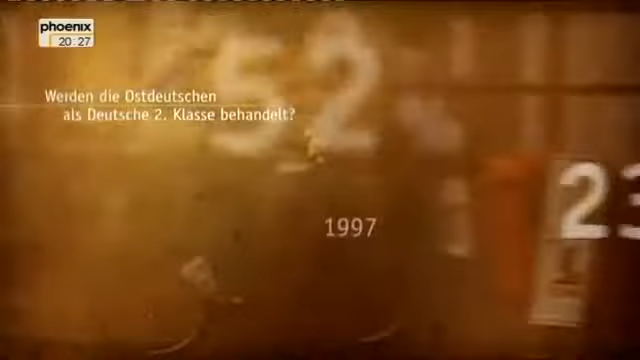 phoenix
20:27
52
Werden die Ostdeutschen
als Deutsche 2. Klasse behandelt?
23
1997